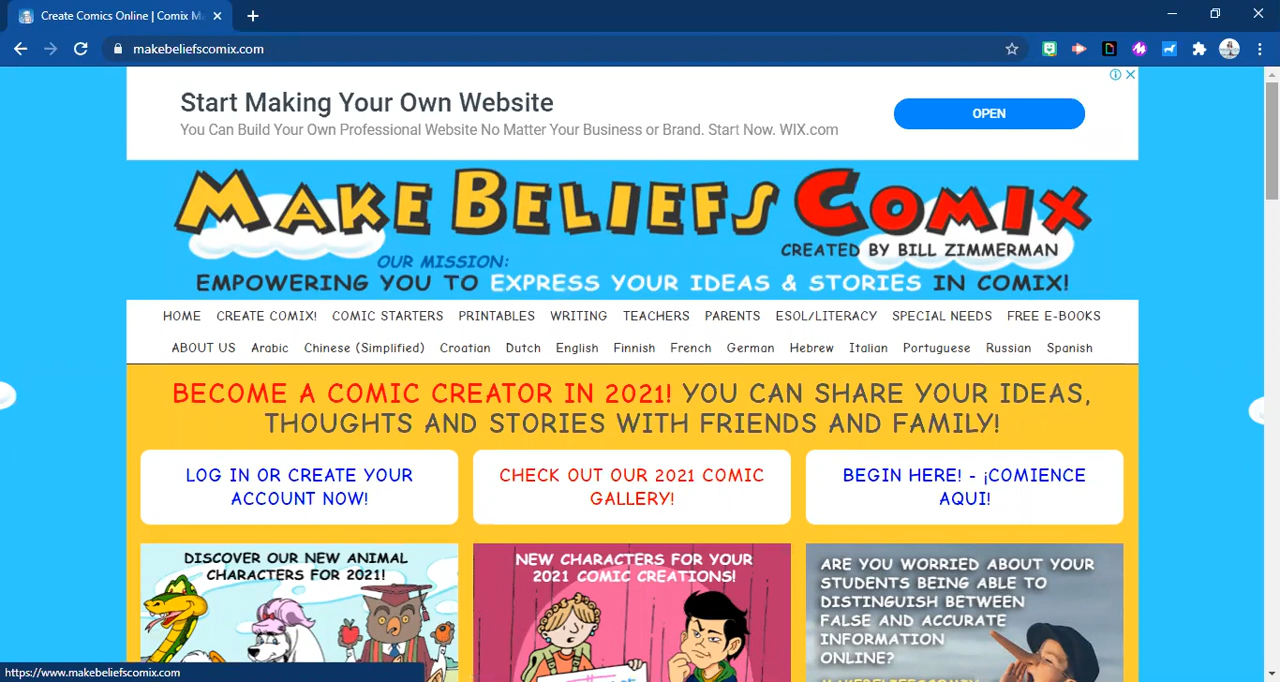 Create Comics Online | Comix Ma
makebeliefscomix.com
Start Making Your Own Website
You Can Build Your Own Professional Website No Matter Your Business or Brand. Start Now. WIX.com
OPEN
MAKE BELIEFS COMIX
CREATED BY BILL ZIMMERMAN
OUR MISSION:
EMPOWERING YOU TO EXPRESS YOUR IDEAS & STORIES IN COMIX!
HOME CREATE COMIX! COMIC STARTERS PRINTABLES WRITING TEACHERS PARENTS ESOL/LITERACY SPECIAL NEEDS FREE E-BOOKS
ABOUT US Arabic Chinese (Simplified) Croatian Dutch English Finnish French German Hebrew Italian Portuguese Russian Spanish
BECOME A COMIC CREATOR IN 2021! YOU CAN SHARE YOUR IDEAS,
THOUGHTS AND STORIES WITH FRIENDS AND FAMILY!
LOG IN OR CREATE YOUR
ACCOUNT NOW!
CHECK OUT OUR 2021 COMIC
GALLERY!
BEGIN HERE! - ¡COMIENCE
AQUI!
DISCOVER OUR NEW ANIMAL
CHARACTERS FOR 2021!
NEW CHARACTERS FOR YOUR
2021 COMIC CREATIONS!
ARE YOU WORRIED ABOUT YOUR
STUDENTS BEING ABLE TO
DISTINGUISH BETWEEN
FALSE AND ACCURATE
INFORMATION
ONLINE?
MAKEBELIEFSCOMIX
https://www.makebeliefscomix.com